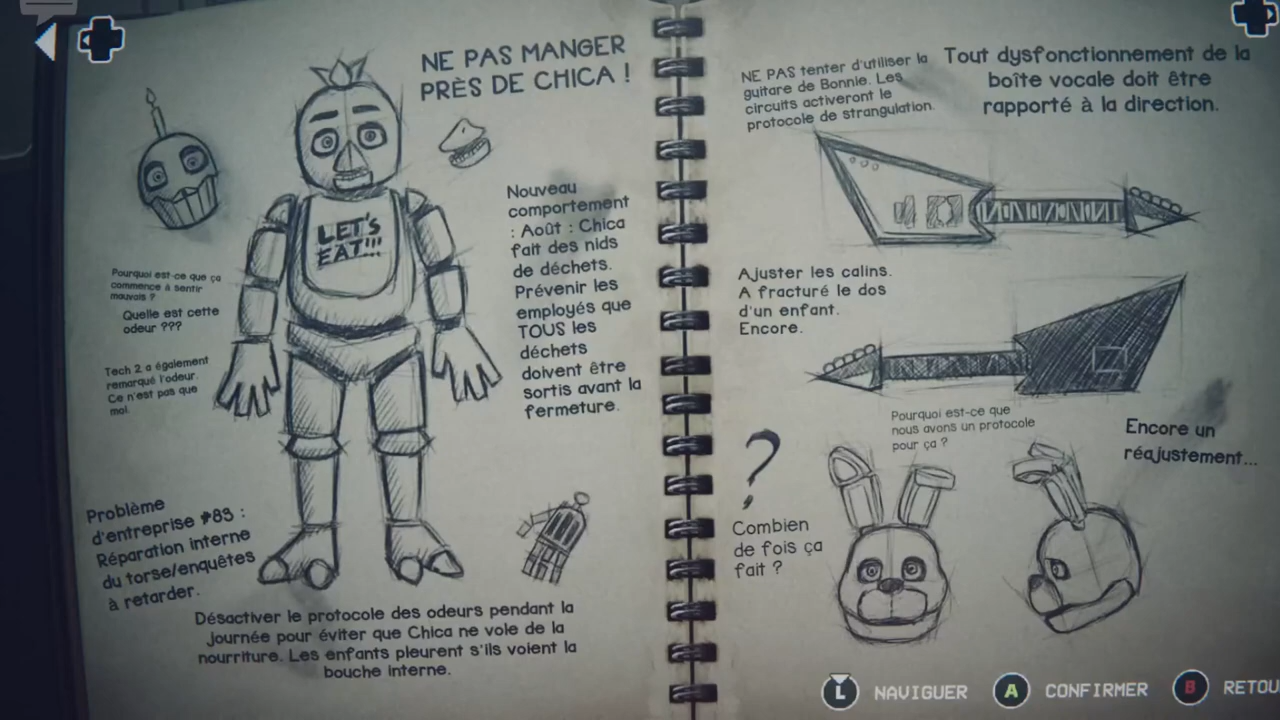 NE PAS MANGER
PRÈS DE CHICA !
LET'S
EAT!!!
Nouveau
comportement
: Août : Chica
fait des nids
de déchets.
Prévenir les
employés que
TOUS les
déchets
doivent être
sortis avant la
fermeture.
Pourquoi est-ce que ça
commence à sentir
mauvais ?
Quelle est cette
odeur ???
Tech 2 a également
remarqué l'odeur.
Ce n'est pas que
moi.
Problème
d'entreprise #83 :
Réparation interne
du torse/enquêtes
à retarder.
Désactiver le protocole des odeurs pendant la
journée pour éviter que Chica ne vole de la
nourriture. Les enfants pleurent s'ils voient la
bouche interne.
NE PAS tenter d'utiliser la
guitare de Bonnie. Les
circuits activeront le
protocole de strangulation.
Tout dysfonctionnement de la
boîte vocale doit être
rapporté à la direction.
Ajuster les calins.
A fracturé le dos
d'un enfant.
Encore.
Pourquoi est-ce que
nous avons un protocole
pour ça ?
Encore un
réajustement...
?
Combien
de fois ça
fait ?
L NAVIGUER A CONFIRMER B RETOU